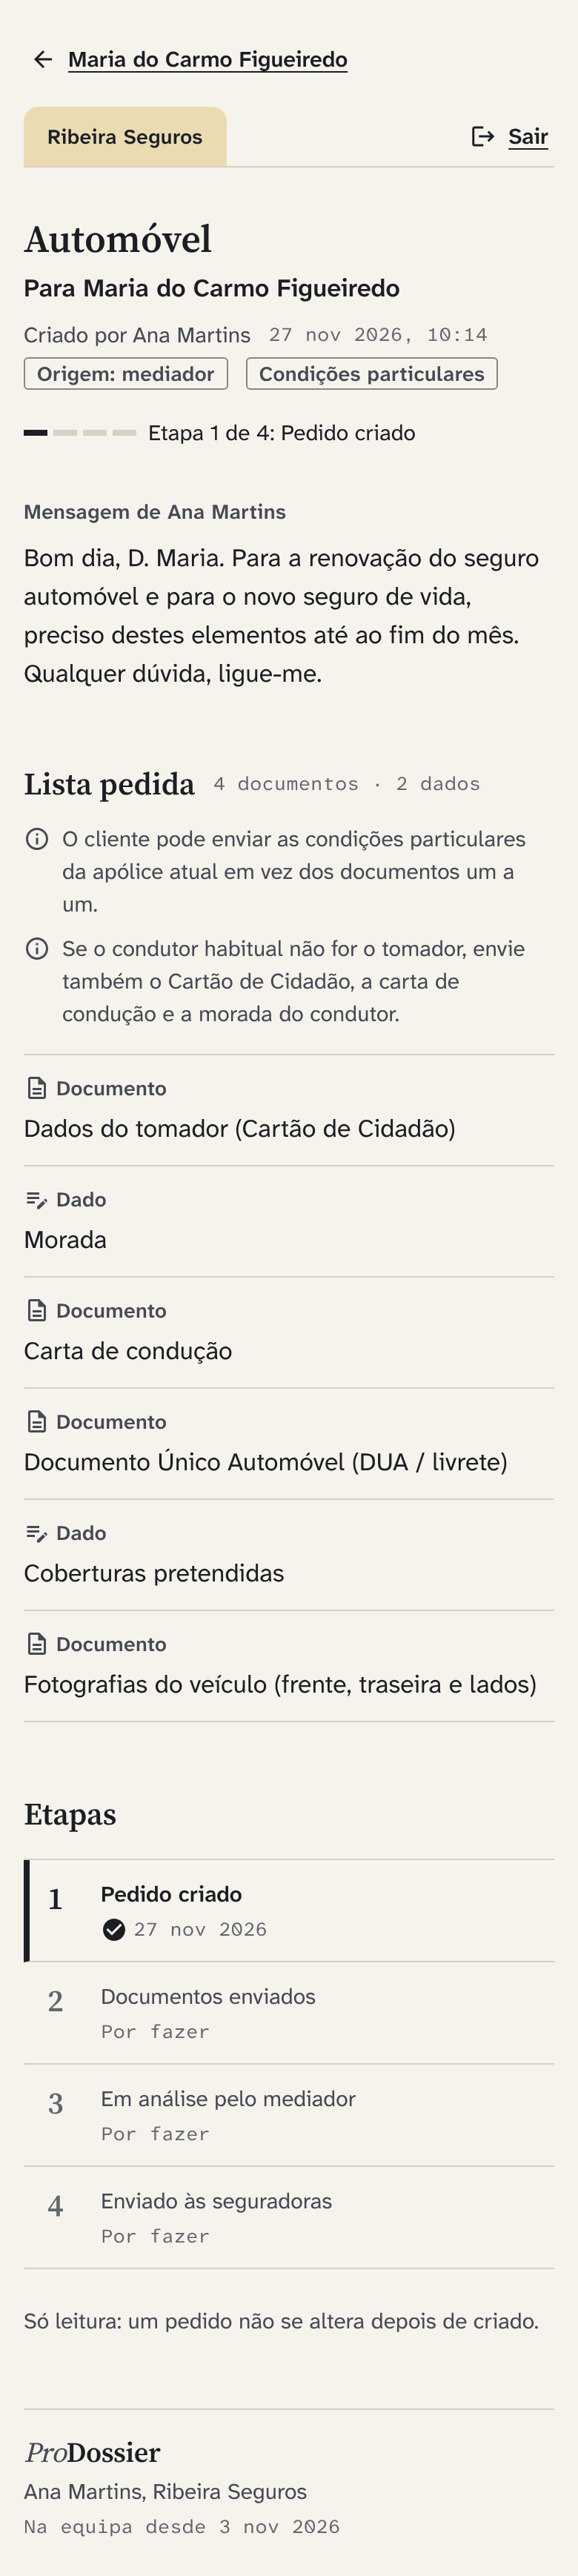 Maria do Carmo Figueiredo
Ribeira Seguros
Sair
Automóvel
Para Maria do Carmo Figueiredo
Criado por Ana Martins 27 nov 2026, 10:14
Origem: mediador Condições particulares
Etapa 1 de 4: Pedido criado
Mensagem de Ana Martins
Bom dia, D. Maria. Para a renovação do seguro
automóvel e para o novo seguro de vida,
preciso destes elementos até ao fim do mês.
Qualquer dúvida, ligue-me.
Lista pedida 4 documentos · 2 dados
O cliente pode enviar as condições particulares
da apólice atual em vez dos documentos um a
um.
Se o condutor habitual não for o tomador, envie
também o Cartão de Cidadão, a carta de
condução e a morada do condutor.
Documento
Dados do tomador (Cartão de Cidadão)
Dado
Morada
Documento
Carta de condução
Documento
Documento Único Automóvel (DUA / livrete)
Dado
Coberturas pretendidas
Documento
Fotografias do veículo (frente, traseira e lados)
Etapas
1 Pedido criado
27 nov 2026
2 Documentos enviados
Por fazer
3 Em análise pelo mediador
Por fazer
4 Enviado às seguradoras
Por fazer
Só leitura: um pedido não se altera depois de criado.
ProDossier
Ana Martins, Ribeira Seguros
Na equipa desde 3 nov 2026